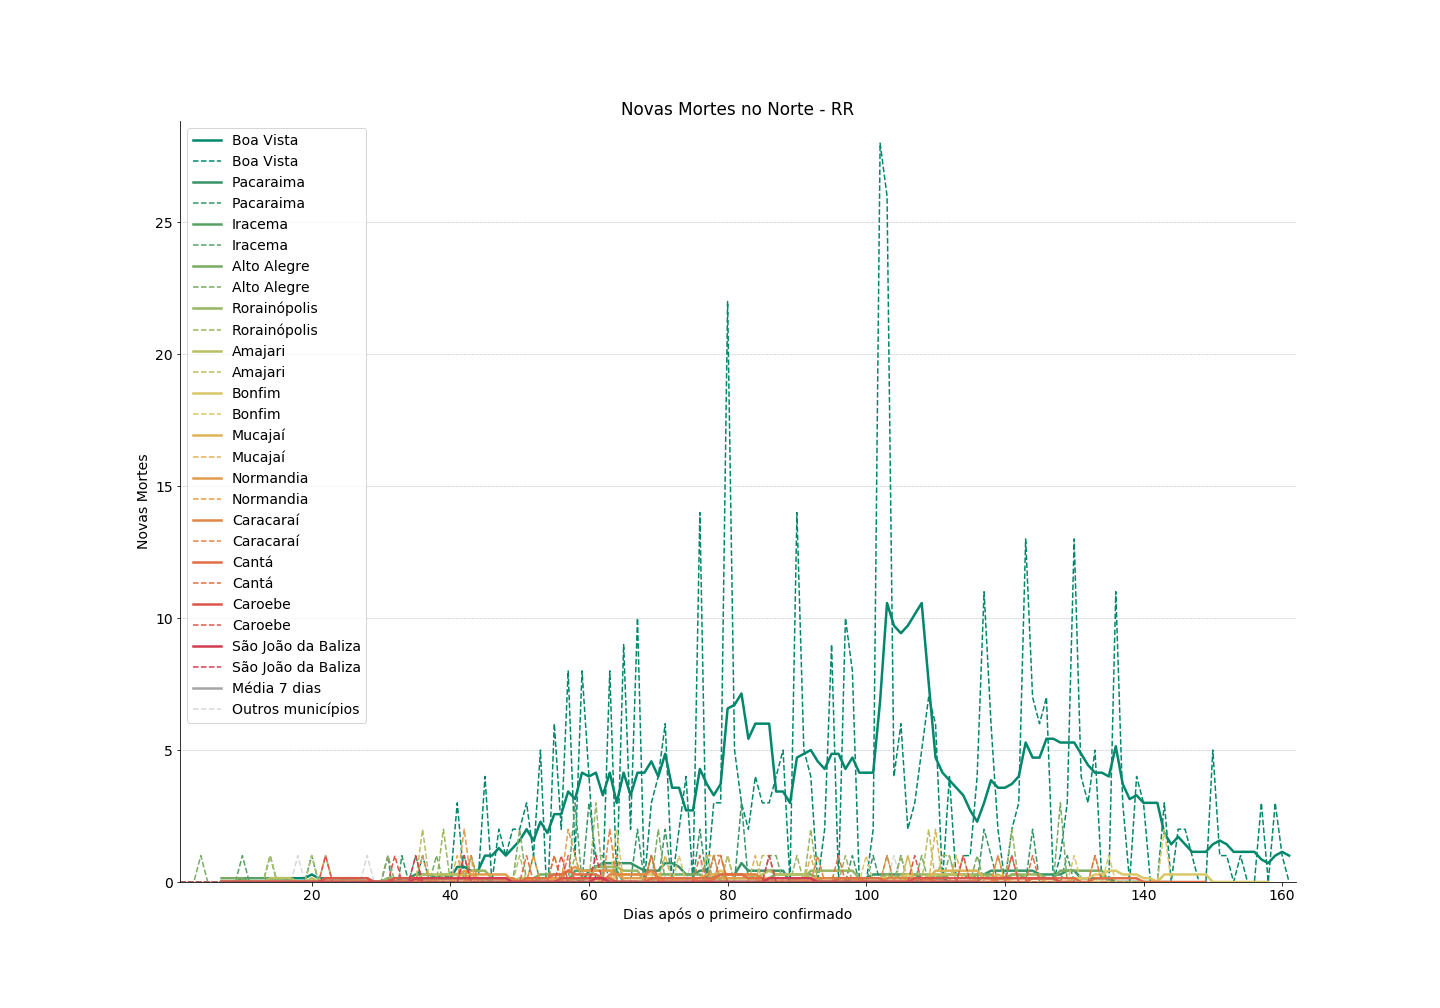 Novas Mortes no Norte - RR
Boa Vista
Boa Vista
Pacaraima
Pacaraima
Iracema
Iracema
Alto Alegre
Alto Alegre
Rorainópolis
Rorainópolis
Amajari
Amajari
Bonfim
Bonfim
Mucajaí
Mucajaí
Normandia
Normandia
Caracaraí
Caracaraí
Cantá
Cantá
Caroebe
Caroebe
São João da Baliza
São João da Baliza
Média 7 dias
Outros municípios
Novas Mortes
25
20
15
10
5
0
20 40 60 80 100 120 140 160
Dias após o primeiro confirmado